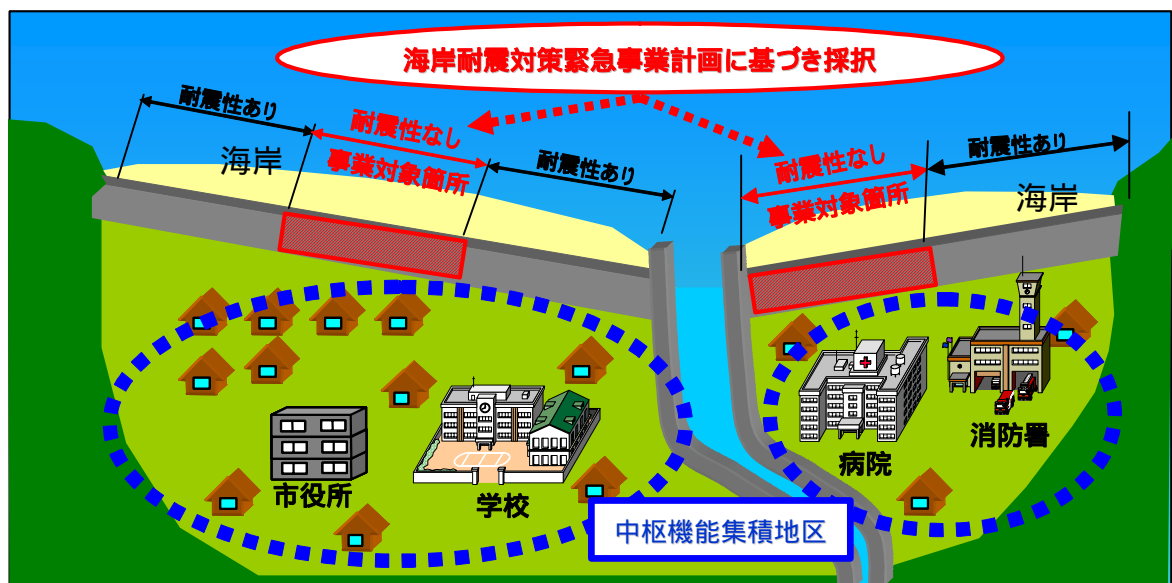 海岸耐震対策緊急事業計画に基づき採択
耐震性あり
耐震性なし
事業対象箇所
耐震性あり
耐震性なし
事業対象箇所
耐震性あり
海岸
海岸
市役所
学校
病院
消防署
中枢機能集積地区